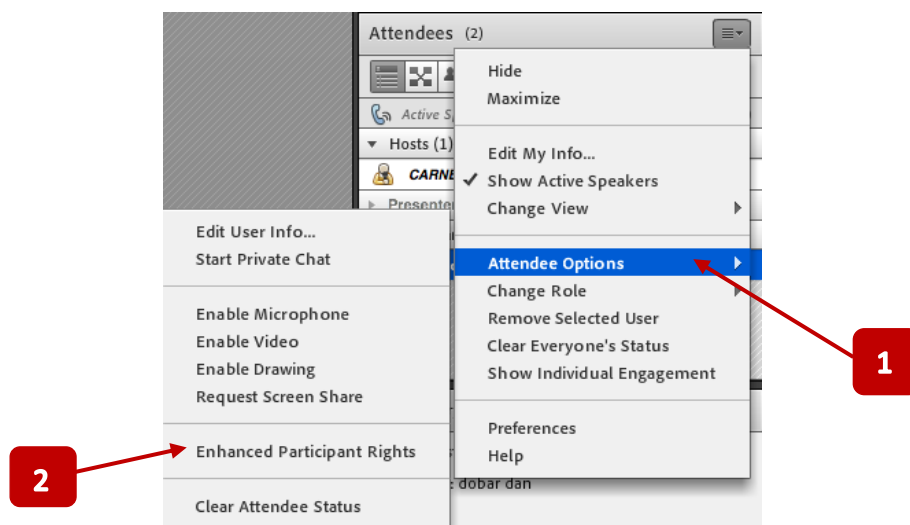 Attendees (2)
Hide
Maximize
Active
Hosts (1)
Edit My Info...
Show Active Speakers
Change View
Edit User Info...
Start Private Chat
Attendee Options
Change Role
Remove Selected User
Clear Everyone's Status
Show Individual Engagement
Enable Microphone
Enable Video
Enable Drawing
Request Screen Share
1
Preferences
Help
Enhanced Participant Rights
2
: dobar dan
Clear Attendee Status